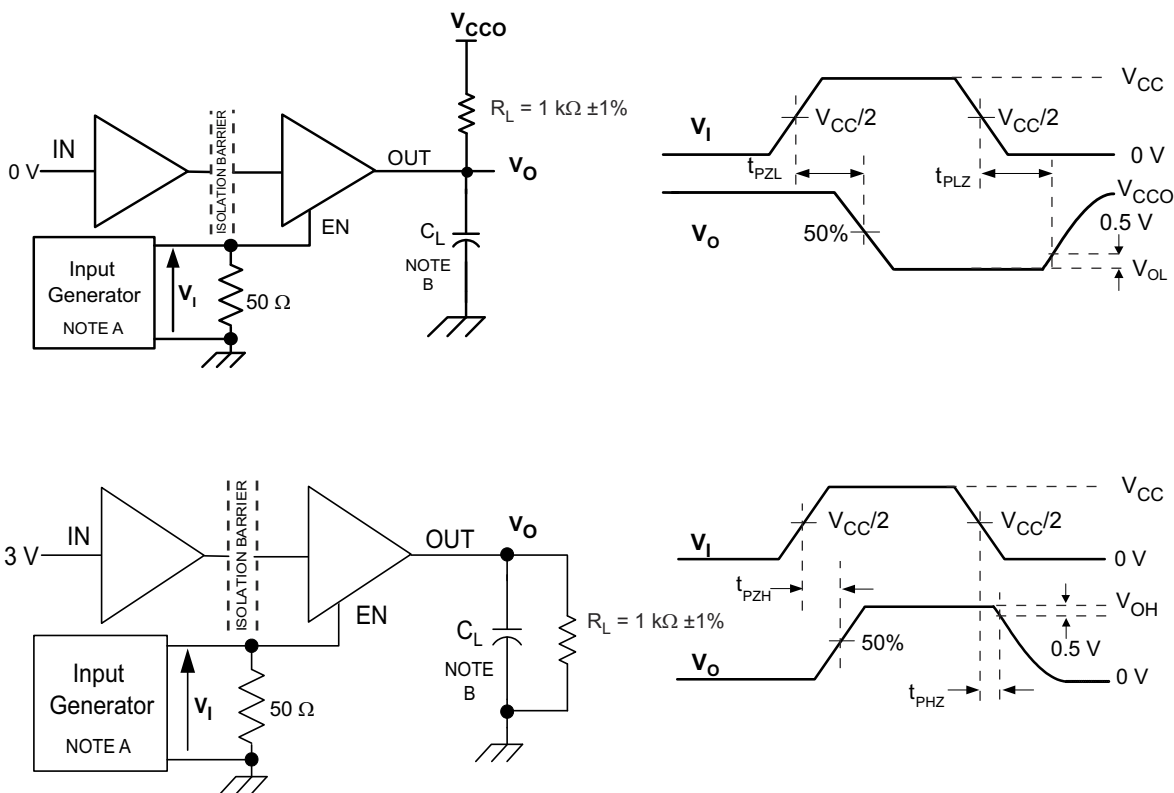 V_CCO
R_L = 1 kΩ ±1%
ISOLATION BARRIER
IN
0 V
OUT
V_O
EN
C_L
NOTE
B
Input
Generator
NOTE A
V_I
50 Ω
V_CC
V_I
V_CC/2
V_CC/2
0 V
t_PZL
t_PLZ
V_CCO
0.5 V
V_O
50%
V_OL
ISOLATION BARRIER
IN
3 V
OUT
V_O
EN
C_L
NOTE
B
R_L = 1 kΩ ±1%
Input
Generator
NOTE A
V_I
50 Ω
V_CC
V_CC/2
V_CC/2
V_I
0 V
t_PZH
V_OH
50%
0.5 V
V_O
0 V
t_PHZ